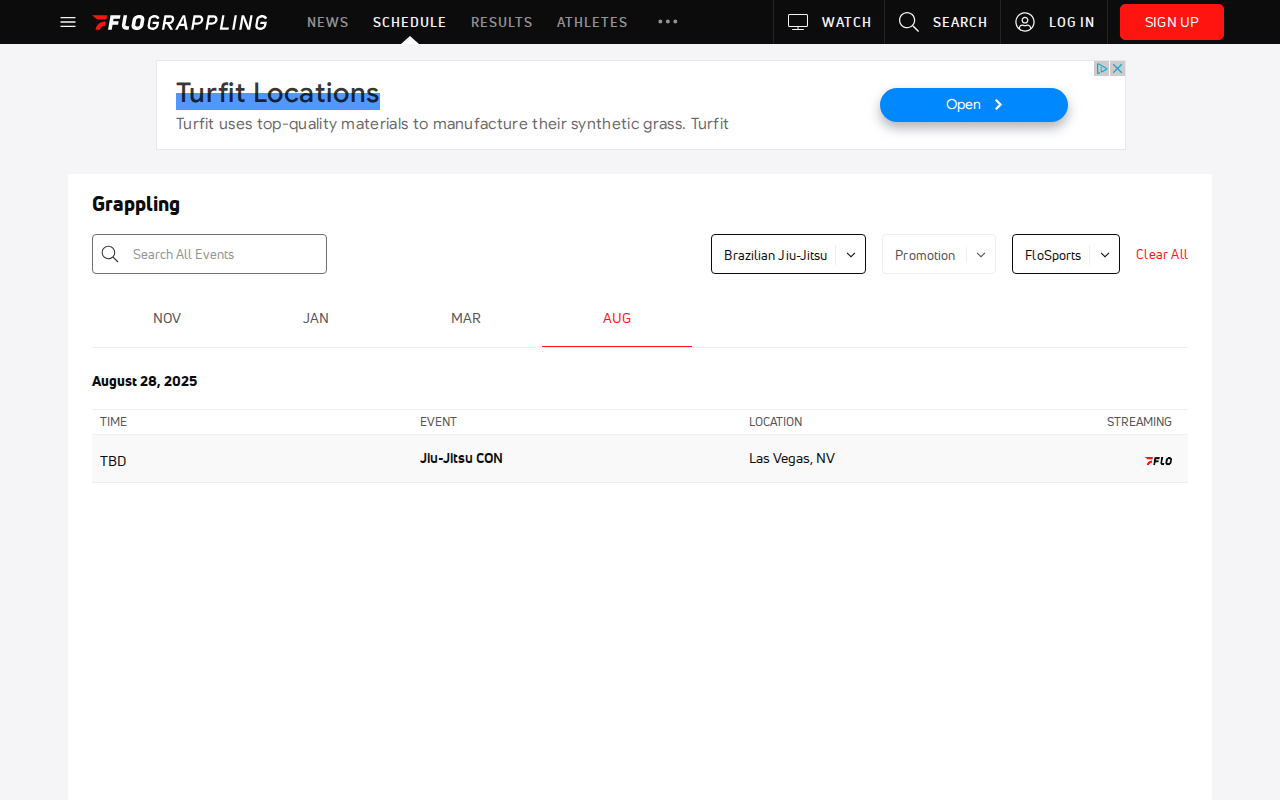 FLOGRAPPLING NEWS SCHEDULE RESULTS ATHLETES WATCH SEARCH LOG IN SIGN UP
Turfit Locations
Turfit uses top-quality materials to manufacture their synthetic grass. Turfit
Open
Grappling
Search All Events Brazilian Jiu-Jitsu Promotion FloSports Clear All
NOV JAN MAR AUG
August 28, 2025
TIME EVENT LOCATION STREAMING
TBD Jiu-Jitsu CON Las Vegas, NV FLO